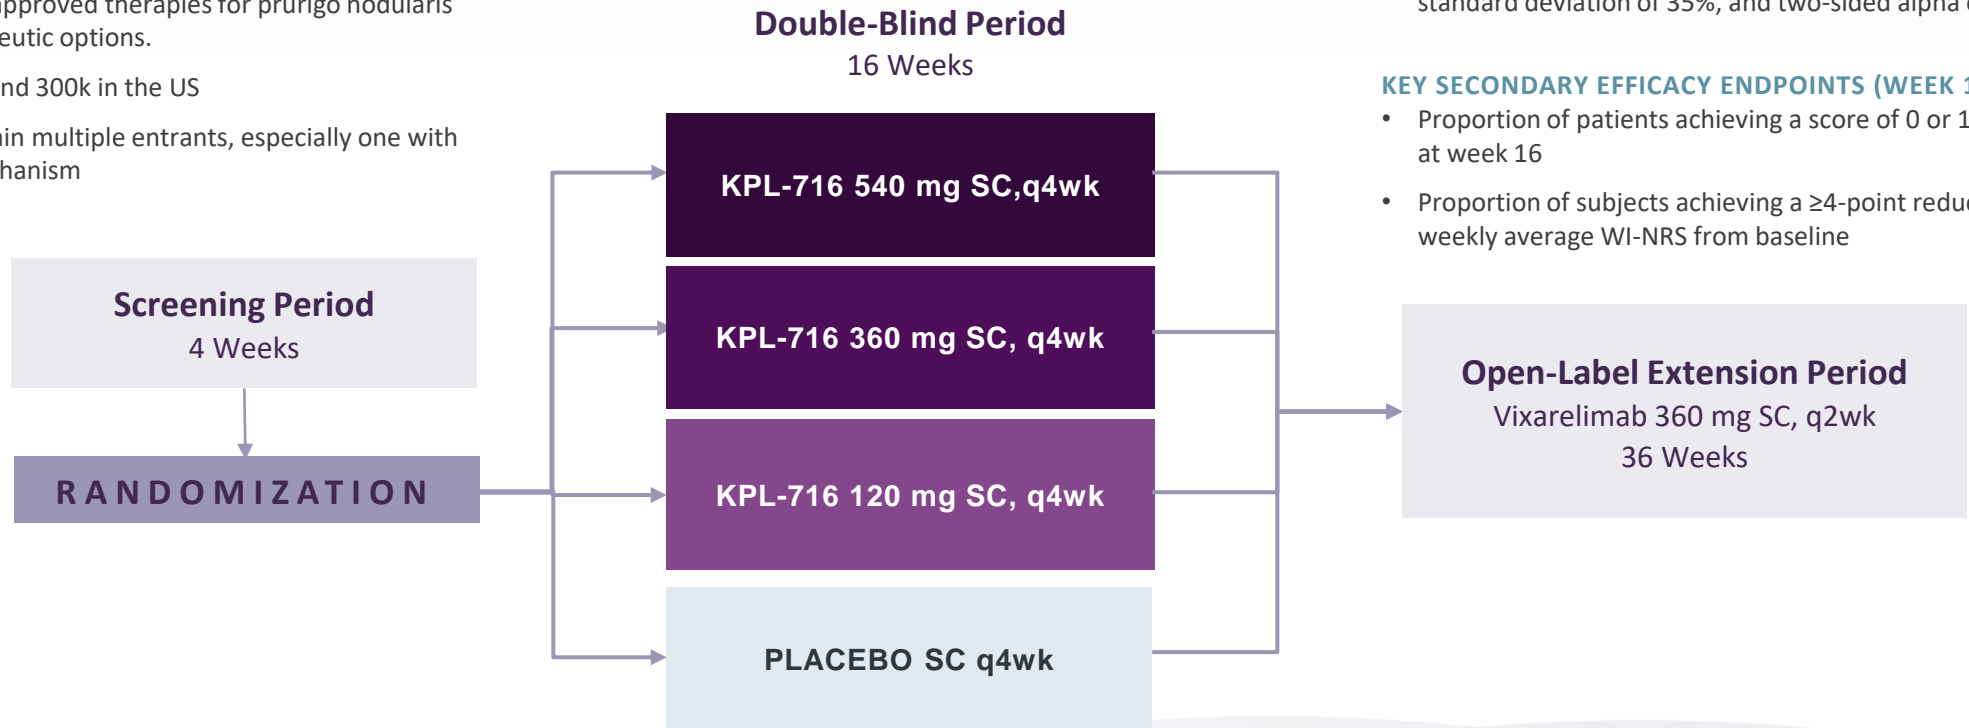 approved therapies for prurigo nodularis
eutic options.
nd 300k in the US
ain multiple entrants, especially one with
hanism
Screening Period
4 Weeks
RANDOMIZATION
Double-Blind Period
16 Weeks
KPL-716 540 mg SC,q4wk
KPL-716 360 mg SC, q4wk
KPL-716 120 mg SC, q4wk
PLACEBO SC q4wk
standard deviation of 35%, and two-sided alpha
KEY SECONDARY EFFICACY ENDPOINTS (WEEK 1
• Proportion of patients achieving a score of 0 or 1
at week 16
• Proportion of subjects achieving a ≥4-point redu
weekly average WI-NRS from baseline
Open-Label Extension Period
Vixarelimab 360 mg SC, q2wk
36 Weeks